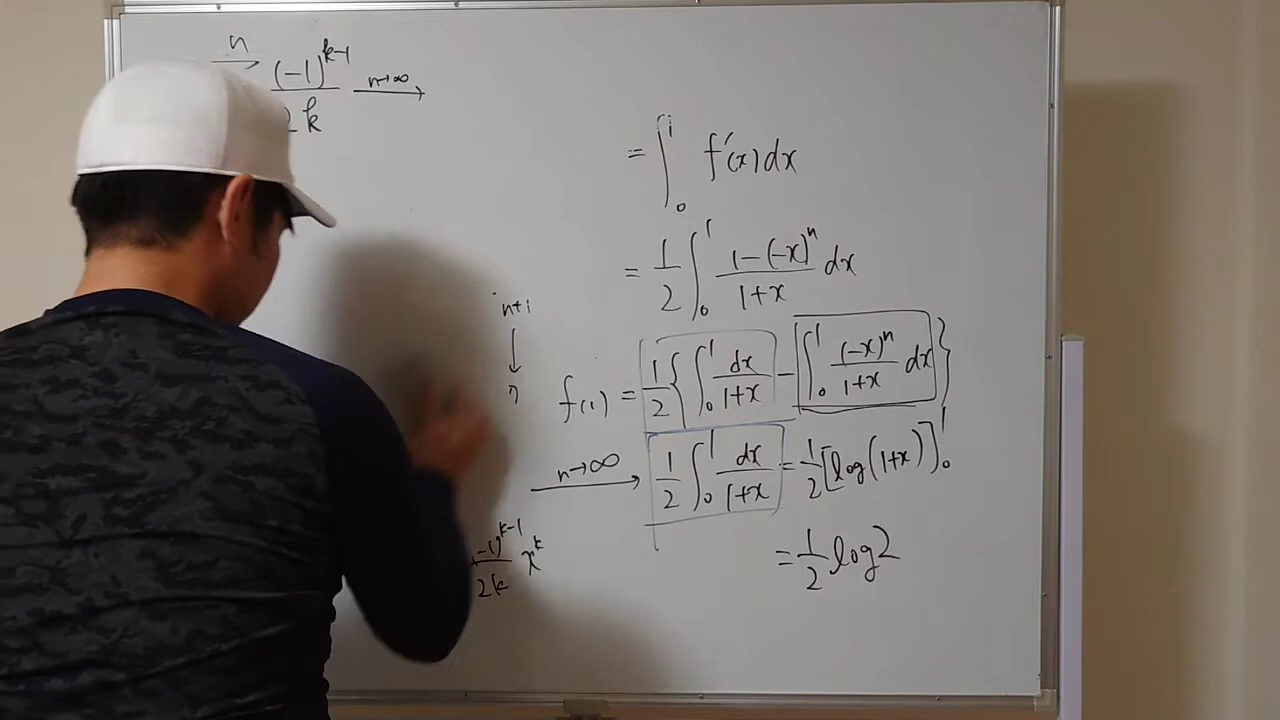 n (-1)^{k-1} / 2k n→∞ →
= ∫_0^1 f'(x)dx
= 1/2 ∫_0^1 (1-(-x)^n)/(1+x) dx
n+1
↓
f(1) = 1/2 { ∫_0^1 dx/(1+x) - ∫_0^1 (-x)^n/(1+x) dx }
n→∞ → 1/2 ∫_0^1 dx/(1+x) = 1/2 [log(1+x)]_0^1
-1)^{k-1} / 2k x^k
= 1/2 log2